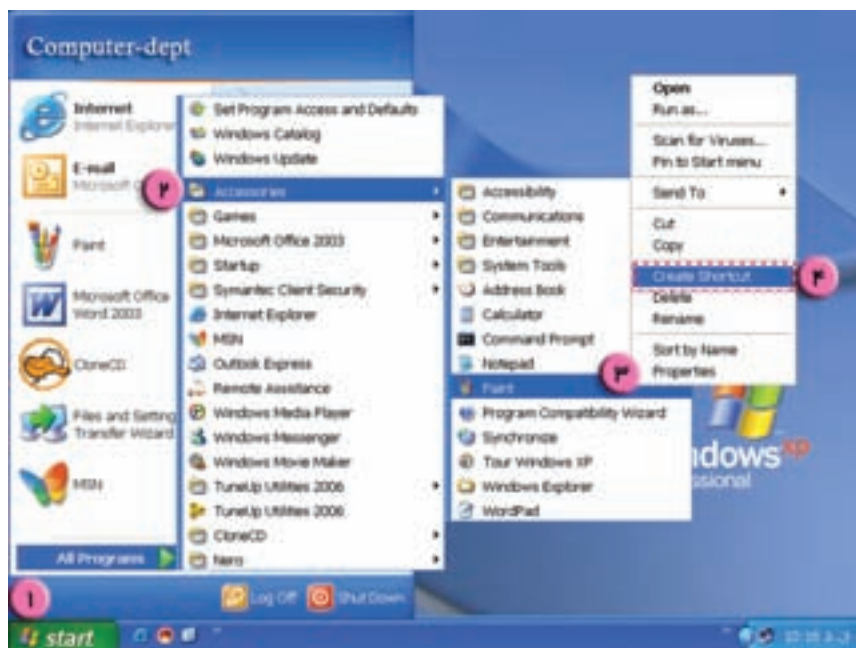 Computer-dept
Internet
Internet Explorer
E-mail
Paint
Microsoft Office
Word 2003
CloneCD
Files and Setting
Transfer Wizard
MSN
All Programs
۱
start
Set Program Access and Defaults
Windows Catalog
Windows Update
۲
Accessories
Games
Microsoft Office 2003
Startup
Symantec Client Security
Internet Explorer
MSN
Outlook Express
Remote Assistance
Windows Media Player
Windows Messenger
Windows Movie Maker
TuneUp Utilities 2006
TuneUp Utilities 2006
CloneCD
Nero
Log Off
Shut Down
Accessibility
Communications
Entertainment
System Tools
Address Book
Calculator
Command Prompt
Notepad
۳
Paint
Program Compatibility Wizard
Synchronize
Tour Windows XP
Windows Explorer
WordPad
Open
Run as...
Scan for Viruses...
Pin to Start menu
Send To
Cut
Copy
Create Shortcut
Delete
Rename
Sort by Name
Properties
ndows xp
ssional